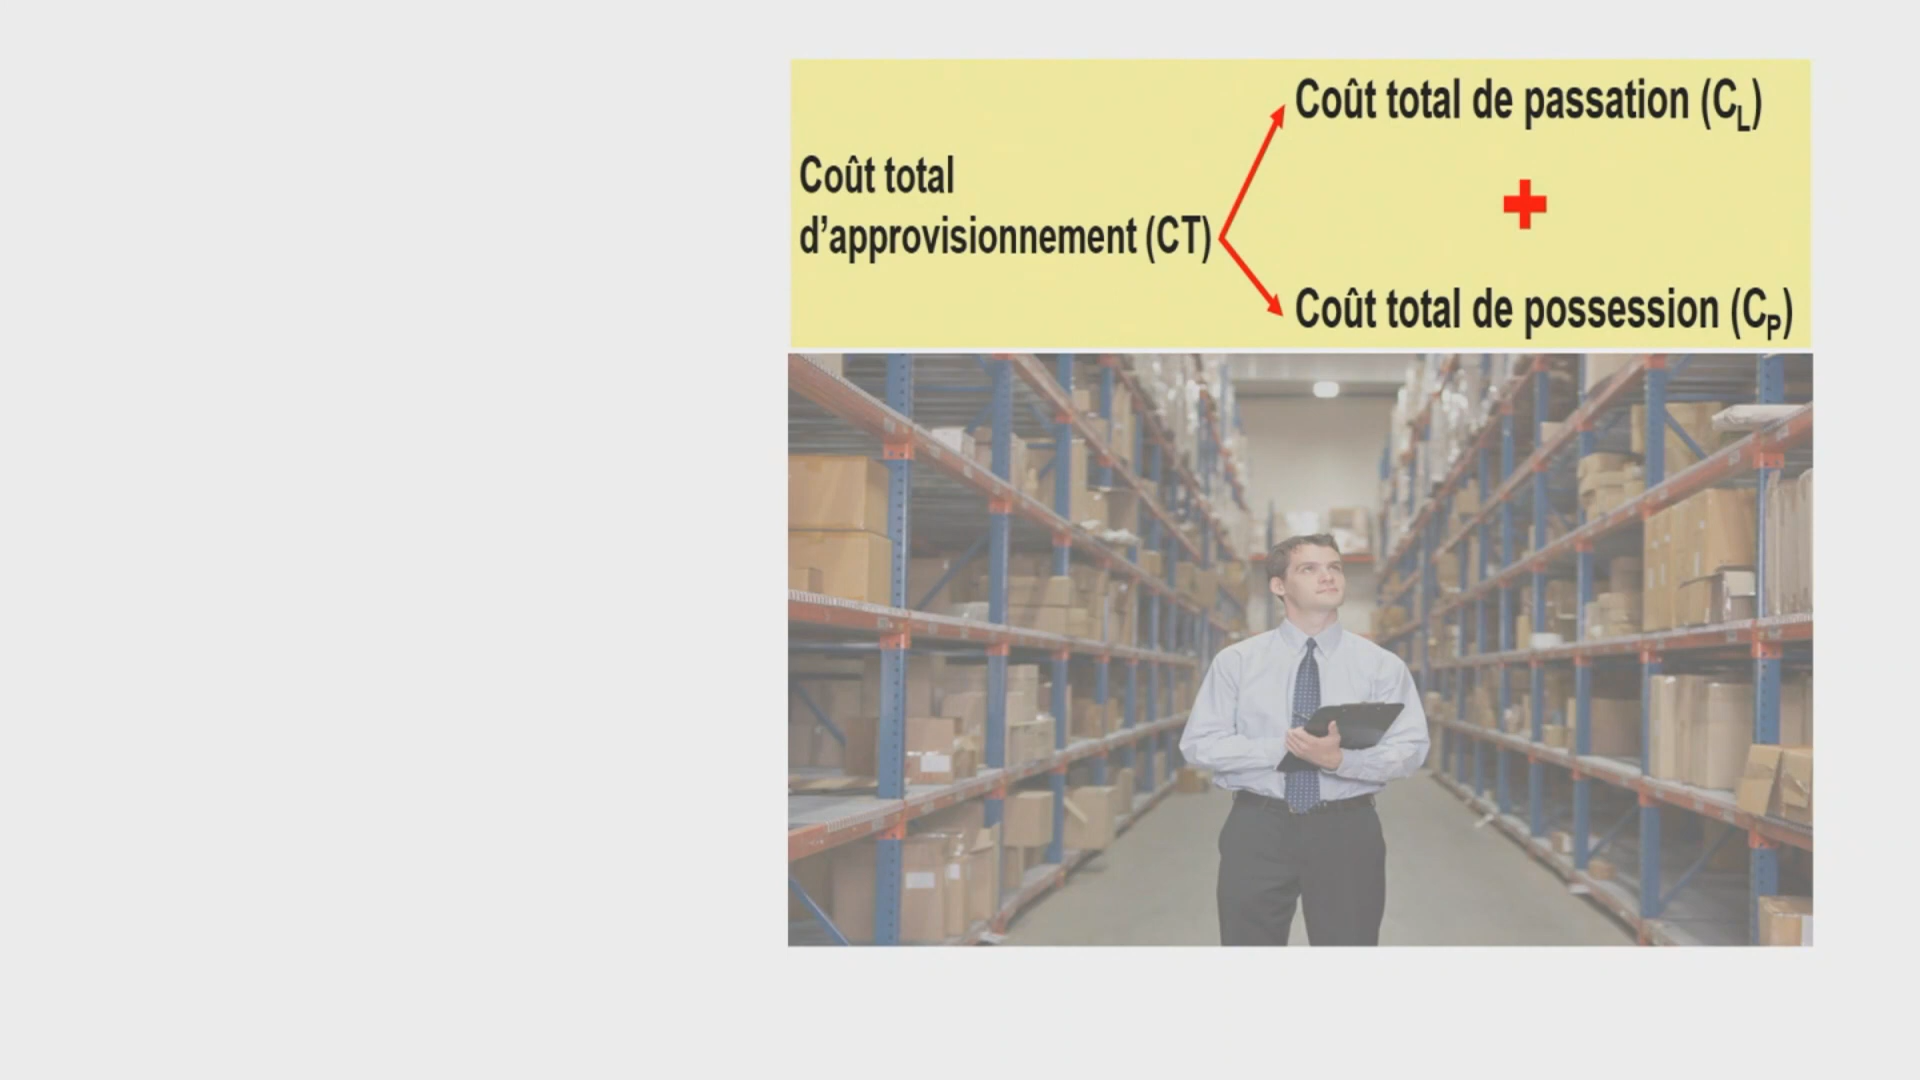 Coût total de passation (CL)
Coût total
d’approvisionnement (CT)
+
Coût total de possession (CP)